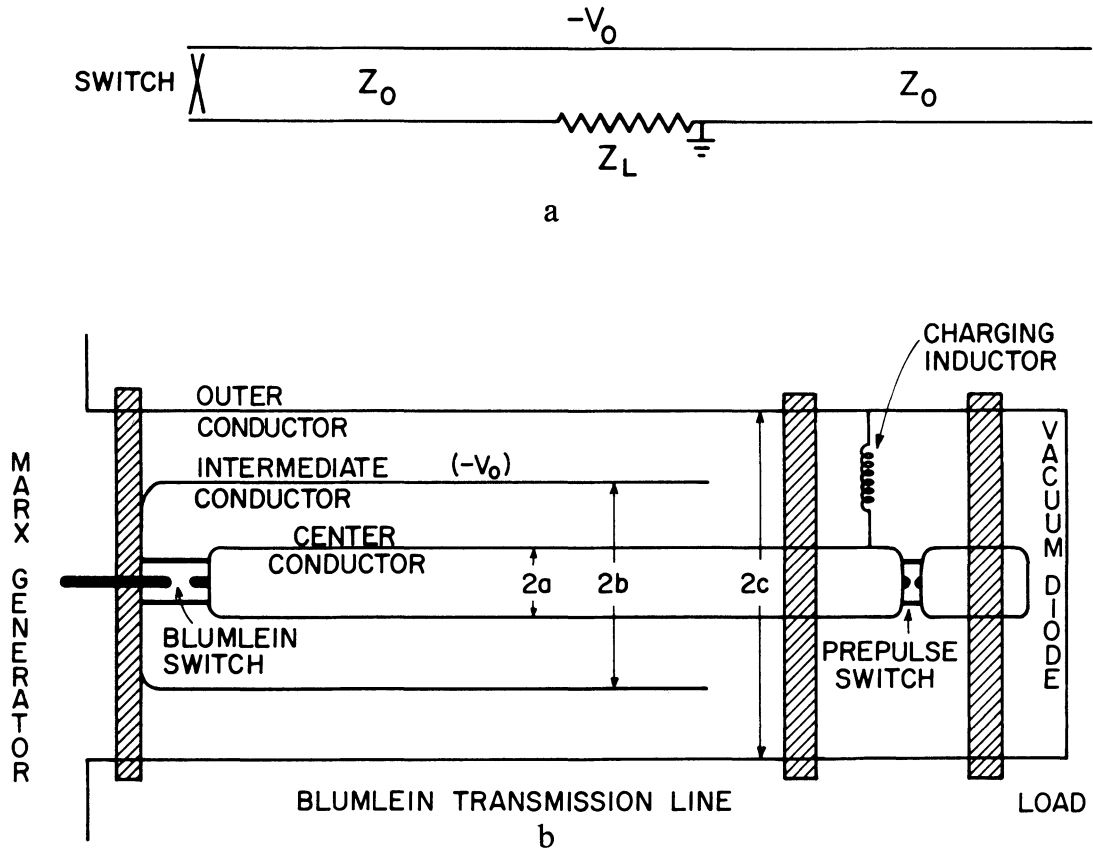 -V₀
SWITCH
Z₀
Z₀
Z_L
a
CHARGING
INDUCTOR
OUTER
CONDUCTOR
INTERMEDIATE (-V₀)
CONDUCTOR
CENTER
CONDUCTOR
2a
2b
2c
MARX GENERATOR
VACUUM DIODE
BLUMLEIN
SWITCH
PREPULSE
SWITCH
BLUMLEIN TRANSMISSION LINE
LOAD
b